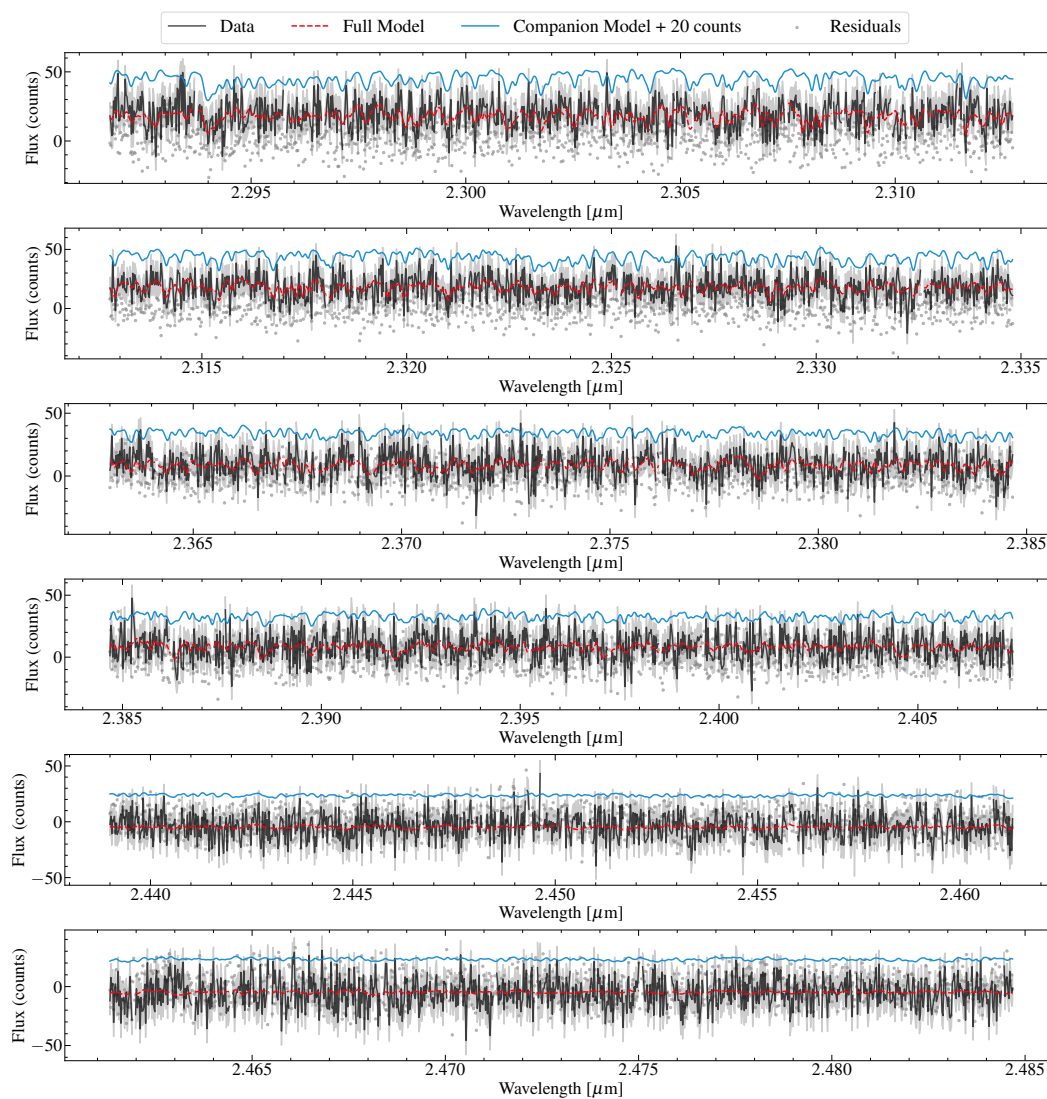 Data Full Model Companion Model + 20 counts Residuals
Flux (counts)
50
0
2.295 2.300 2.305 2.310
Wavelength [μm]
Flux (counts)
50
0
2.315 2.320 2.325 2.330 2.335
Wavelength [μm]
Flux (counts)
50
0
2.365 2.370 2.375 2.380 2.385
Wavelength [μm]
Flux (counts)
50
0
2.385 2.390 2.395 2.400 2.405
Wavelength [μm]
Flux (counts)
50
0
−50
2.440 2.445 2.450 2.455 2.460
Wavelength [μm]
Flux (counts)
0
−50
2.465 2.470 2.475 2.480 2.485
Wavelength [μm]